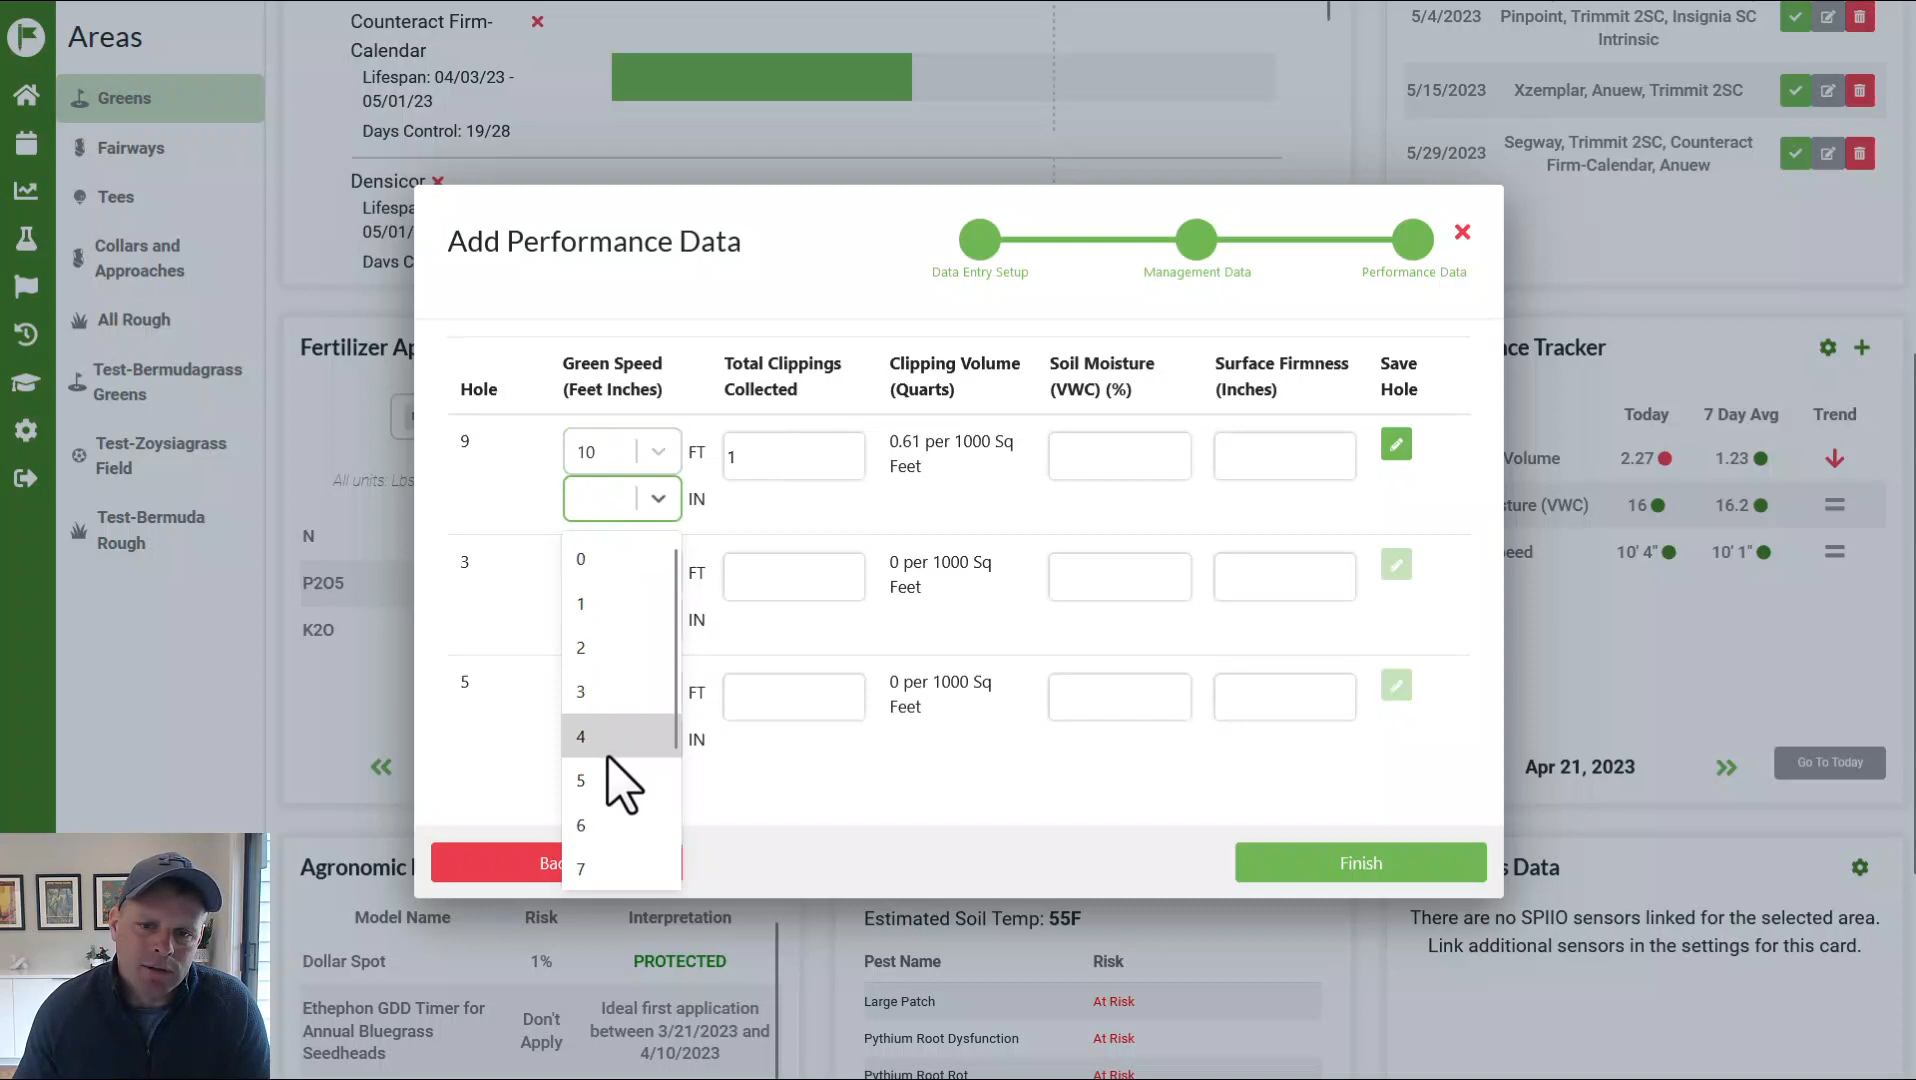 Areas
Greens
Fairways
Tees
Collars and
Approaches
All Rough
Test-Bermudagrass
Greens
Test-Zoysiagrass
Field
Test-Bermuda
Rough
Counteract Firm-
Calendar
Lifespan: 04/03/23 -
05/01/23
Days Control: 19/28
Densicor
Lifespa
05/01/
Days C
5/4/2023 Pinpoint, Trimmit 2SC, Insignia SC
Intrinsic
5/15/2023 Xzemplar, Anuew, Trimmit 2SC
5/29/2023 Segway, Trimmit 2SC, Counteract
Firm-Calendar, Anuew
Add Performance Data
Data Entry Setup Management Data Performance Data
Hole
Green Speed
(Feet Inches)
Total Clippings
Collected
Clipping Volume
(Quarts)
Soil Moisture
(VWC) (%)
Surface Firmness
(Inches)
Save
Hole
9 10 FT 1 0.61 per 1000 Sq
Feet
IN
3 FT 0 per 1000 Sq
Feet
IN
5 FT 0 per 1000 Sq
Feet
IN
0
1
2
3
4
5
6
7
Bac
Finish
Fertilizer Ap
All units: Lbs
N
P2O5
K2O
ce Tracker
Today 7 Day Avg Trend
Volume 2.27 1.23
ture (VWC) 16 16.2
eed 10' 4" 10' 1"
Apr 21, 2023 Go To Today
Agronomic
Model Name Risk Interpretation
Dollar Spot 1% PROTECTED
Ethephon GDD Timer for
Annual Bluegrass
Seedheads
Don't
Apply
Ideal first application
between 3/21/2023 and
4/10/2023
Estimated Soil Temp: 55F
Pest Name Risk
Large Patch At Risk
Pythium Root Dysfunction At Risk
Pythium Root Rot At Risk
s Data
There are no SPIIO sensors linked for the selected area.
Link additional sensors in the settings for this card.